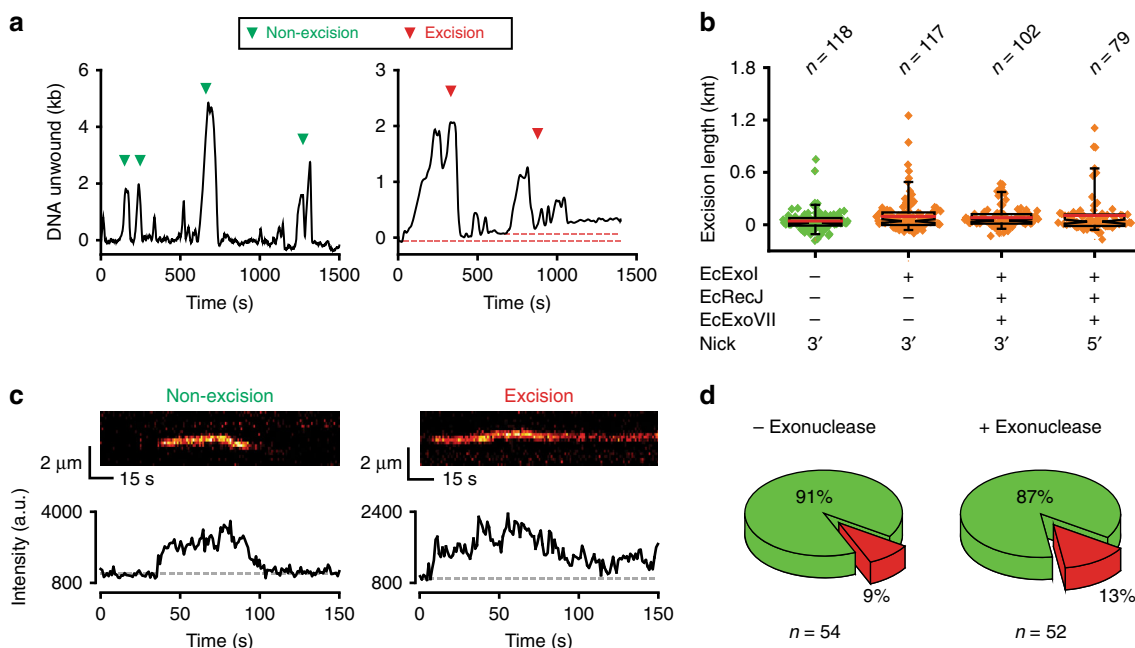 a
Non-excision Excision
DNA unwound (kb)
6
4
2
0
0 500 1000 1500
Time (s)
3
2
1
0
0 500 1000 1500
Time (s)
b
n = 118 n = 117 n = 102 n = 79
Excision length (knt)
1.8
1.2
0.6
0
EcExoI – + + +
EcRecJ – – + +
EcExoVII – – + +
Nick 3′ 3′ 3′ 5′
c
Non-excision
2 μm
15 s
Intensity (a.u.)
4000
800
0 50 100 150
Time (s)
Excision
2 μm
15 s
2400
800
0 50 100 150
Time (s)
d
– Exonuclease
91%
9%
n = 54
+ Exonuclease
87%
13%
n = 52